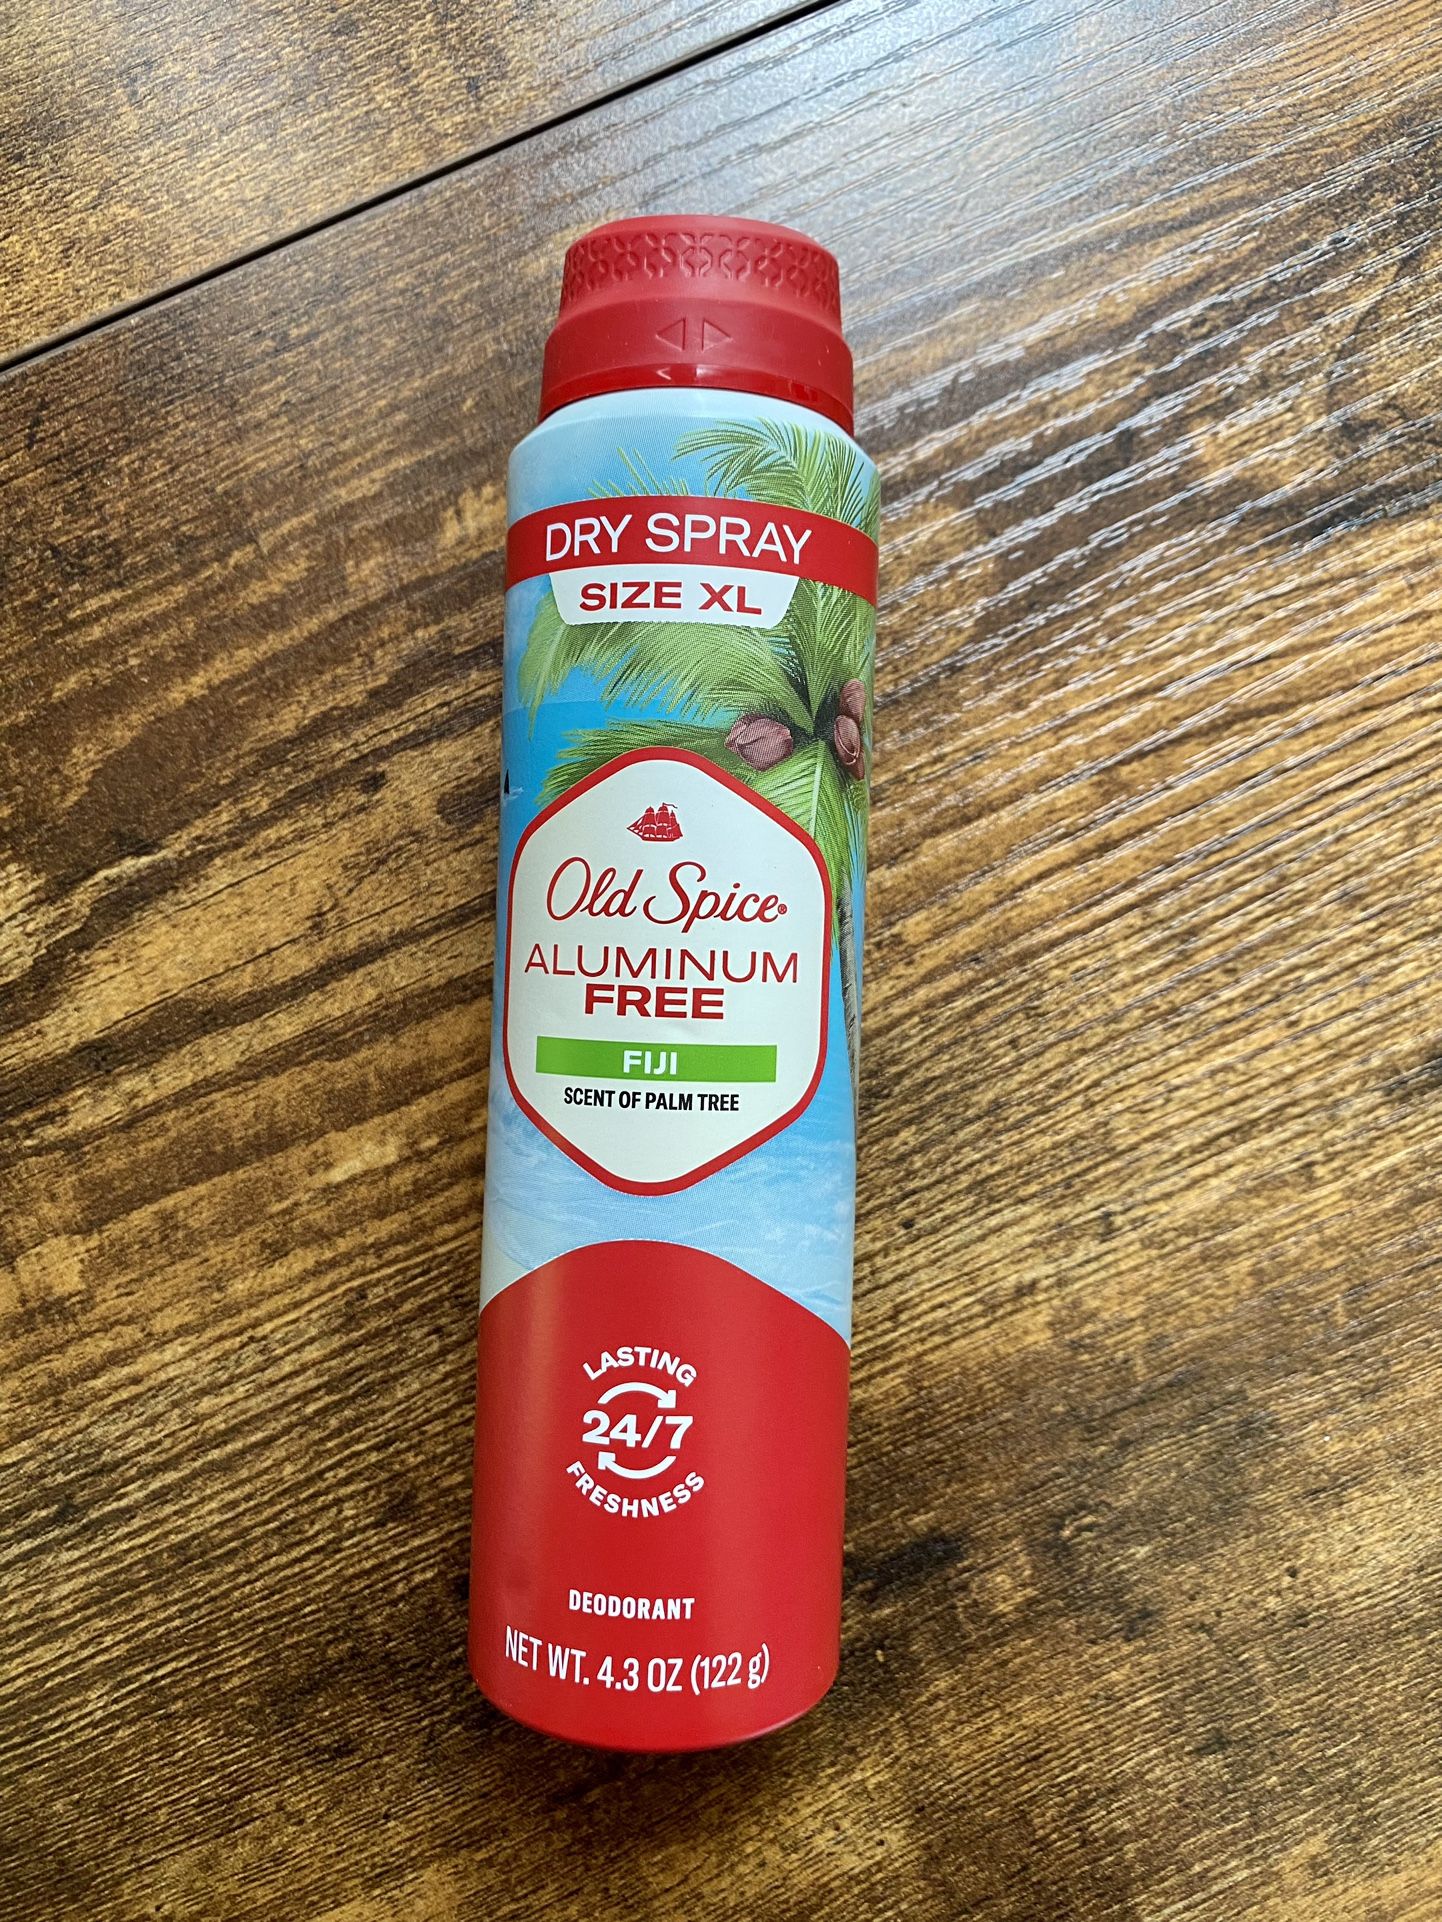 DRY SPRAY
SIZE XL
Old Spice®
ALUMINUM
FREE
FIJI
SCENT OF PALM TREE
LASTING
24/7
FRESHNESS
DEODORANT
NET WT. 4.3 OZ (122 g)